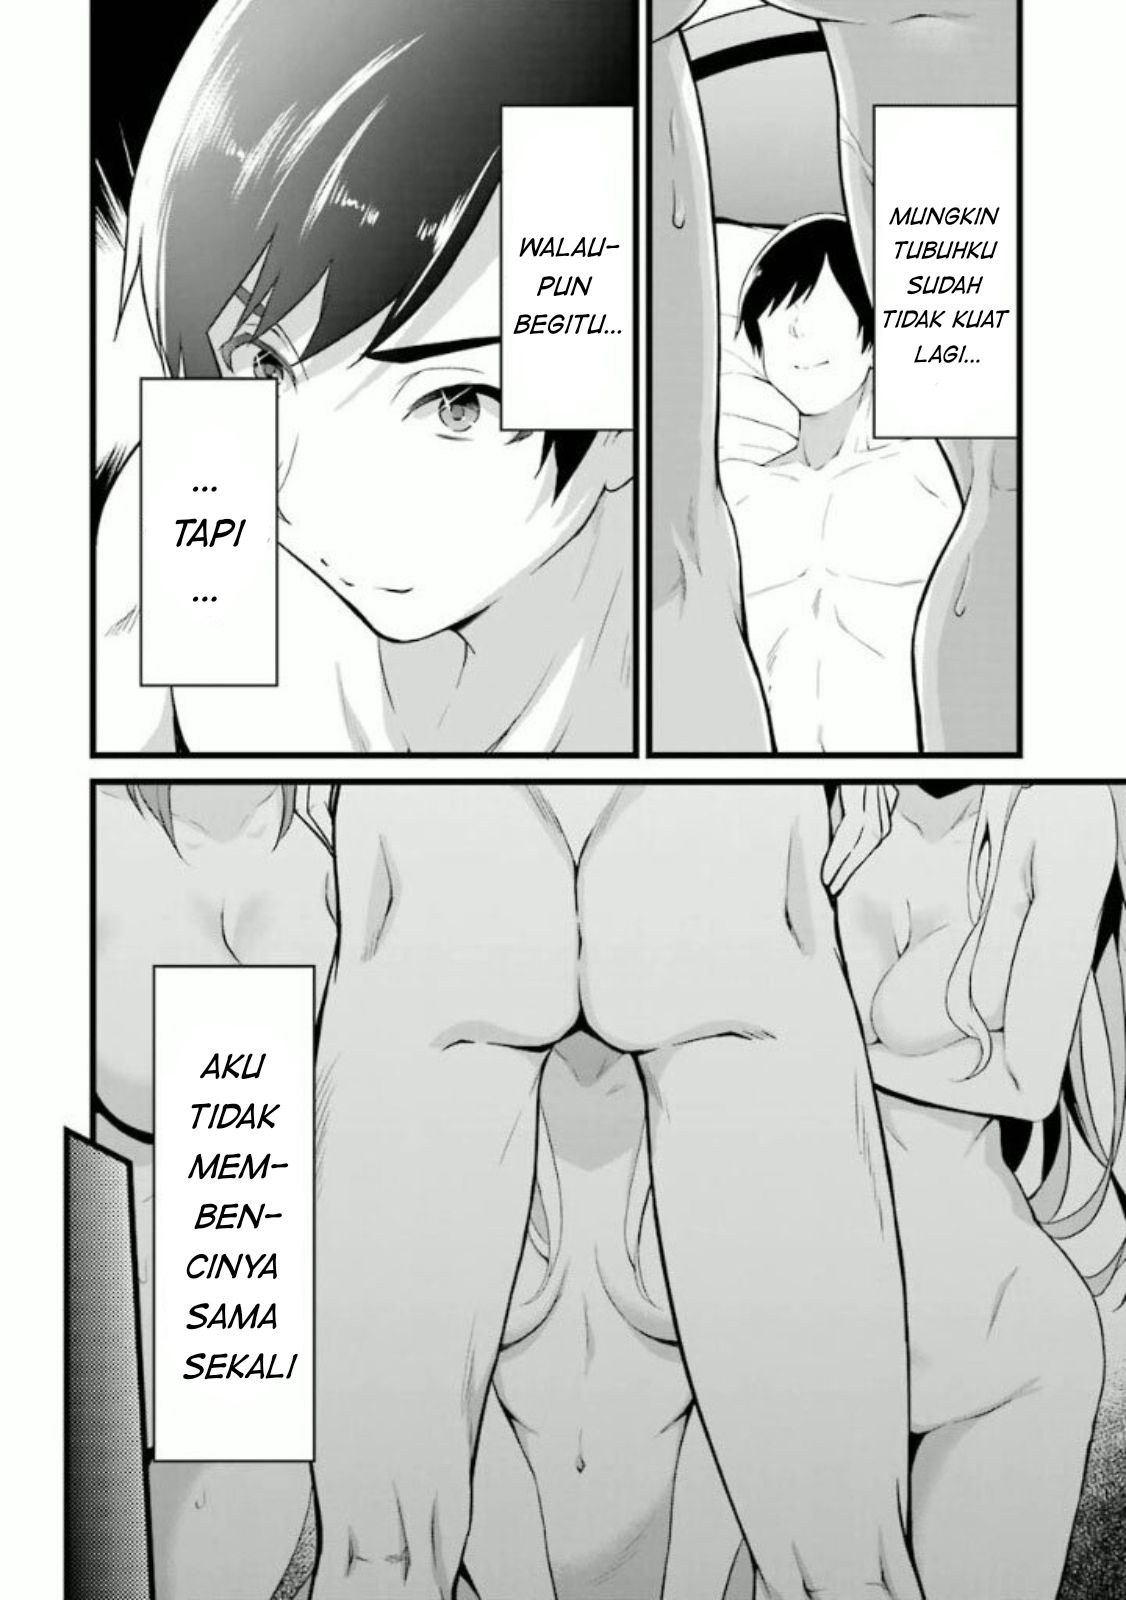 MUNGKIN
TUBUHKU
SUDAH
TIDAK KUAT
LAGI...
WALAU-
PUN
BEGITU...
...
TAPI
...
AKU
TIDAK
MEM-
BEN-
CINYA
SAMA
SEKALI